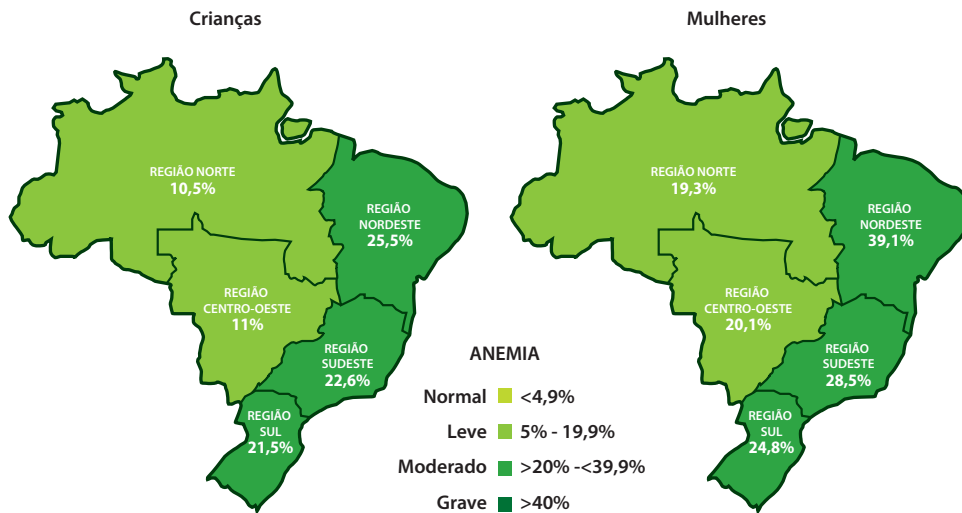 Crianças
REGIÃO NORTE
10,5%
REGIÃO
NORDESTE
25,5%
REGIÃO
CENTRO-OESTE
11%
REGIÃO
SUDESTE
22,6%
REGIÃO
SUL
21,5%
Mulheres
REGIÃO NORTE
19,3%
REGIÃO
NORDESTE
39,1%
REGIÃO
CENTRO-OESTE
20,1%
REGIÃO
SUDESTE
28,5%
REGIÃO
SUL
24,8%
ANEMIA
Normal <4,9%
Leve 5% - 19,9%
Moderado >20% -<39,9%
Grave >40%